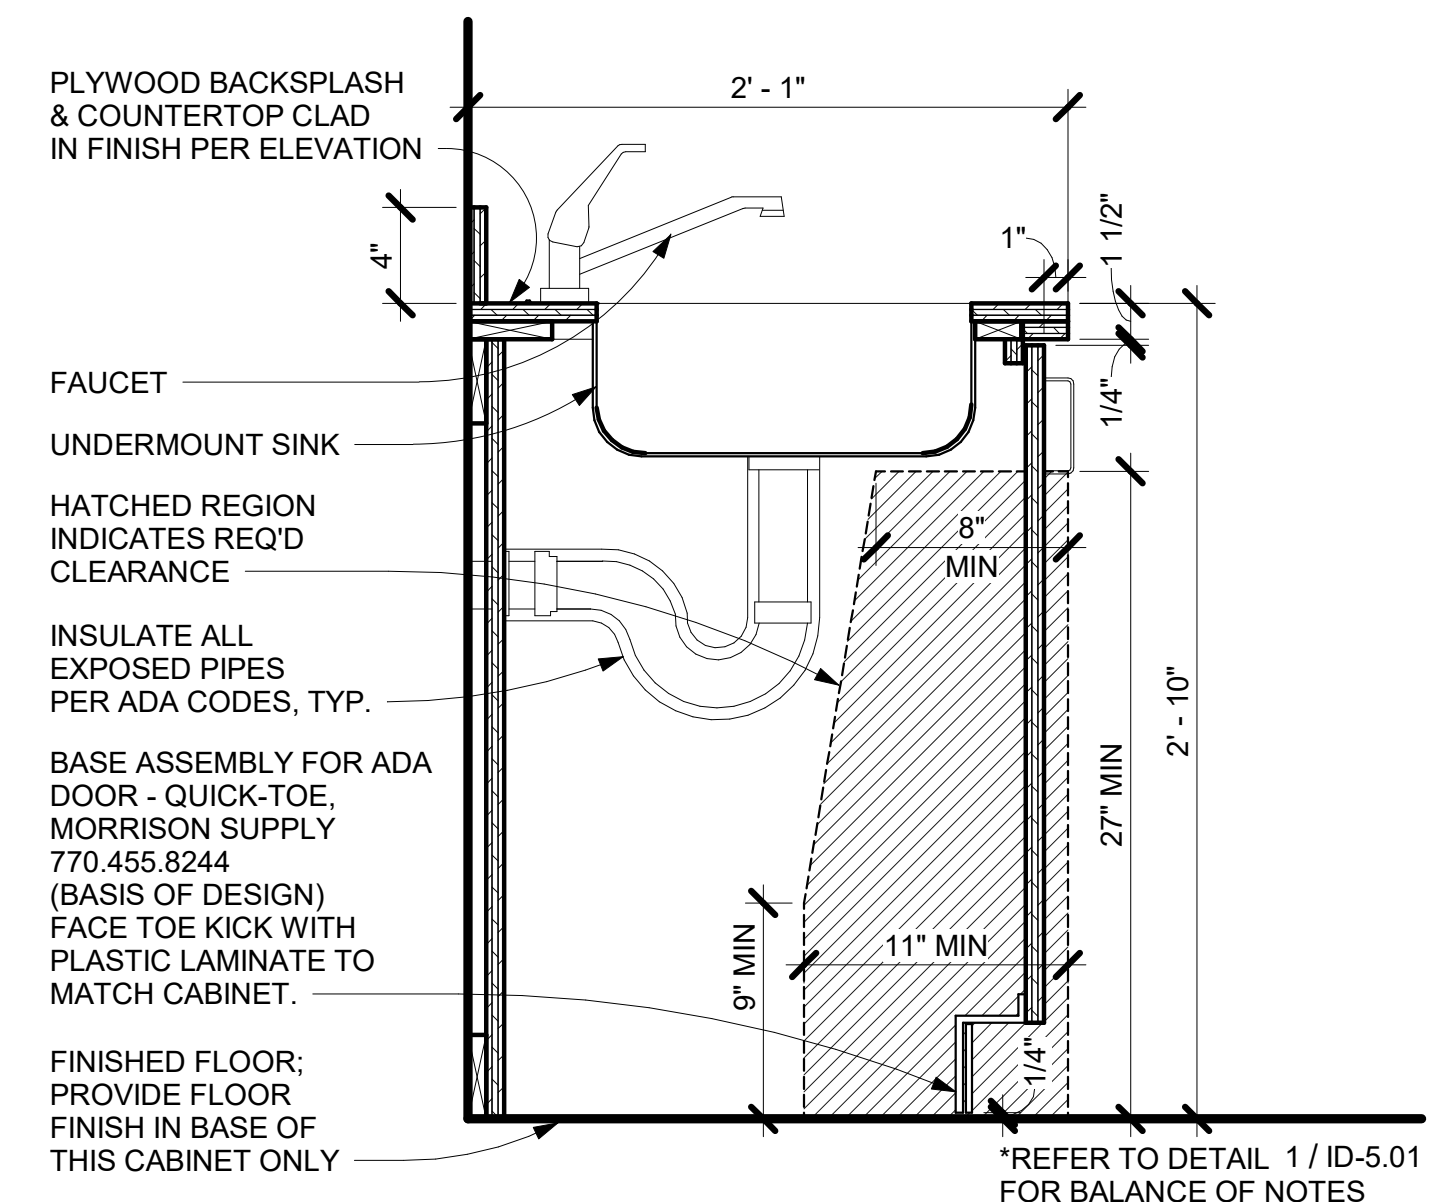 PLYWOOD BACKSPLASH
& COUNTERTOP CLAD
IN FINISH PER ELEVATION
FAUCET
UNDERMOUNT SINK
HATCHED REGION
INDICATES REQ'D
CLEARANCE
INSULATE ALL
EXPOSED PIPES
PER ADA CODES, TYP.
BASE ASSEMBLY FOR ADA
DOOR - QUICK-TOE,
MORRISON SUPPLY
770.455.8244
(BASIS OF DESIGN)
FACE TOE KICK WITH
PLASTIC LAMINATE TO
MATCH CABINET.
FINISHED FLOOR;
PROVIDE FLOOR
FINISH IN BASE OF
THIS CABINET ONLY
2' - 1"
4"
1"
1 1/2"
1/4"
8"
MIN
27" MIN
2' - 10"
11" MIN
9" MIN
1/4"
*REFER TO DETAIL 1 / ID-5.01
FOR BALANCE OF NOTES